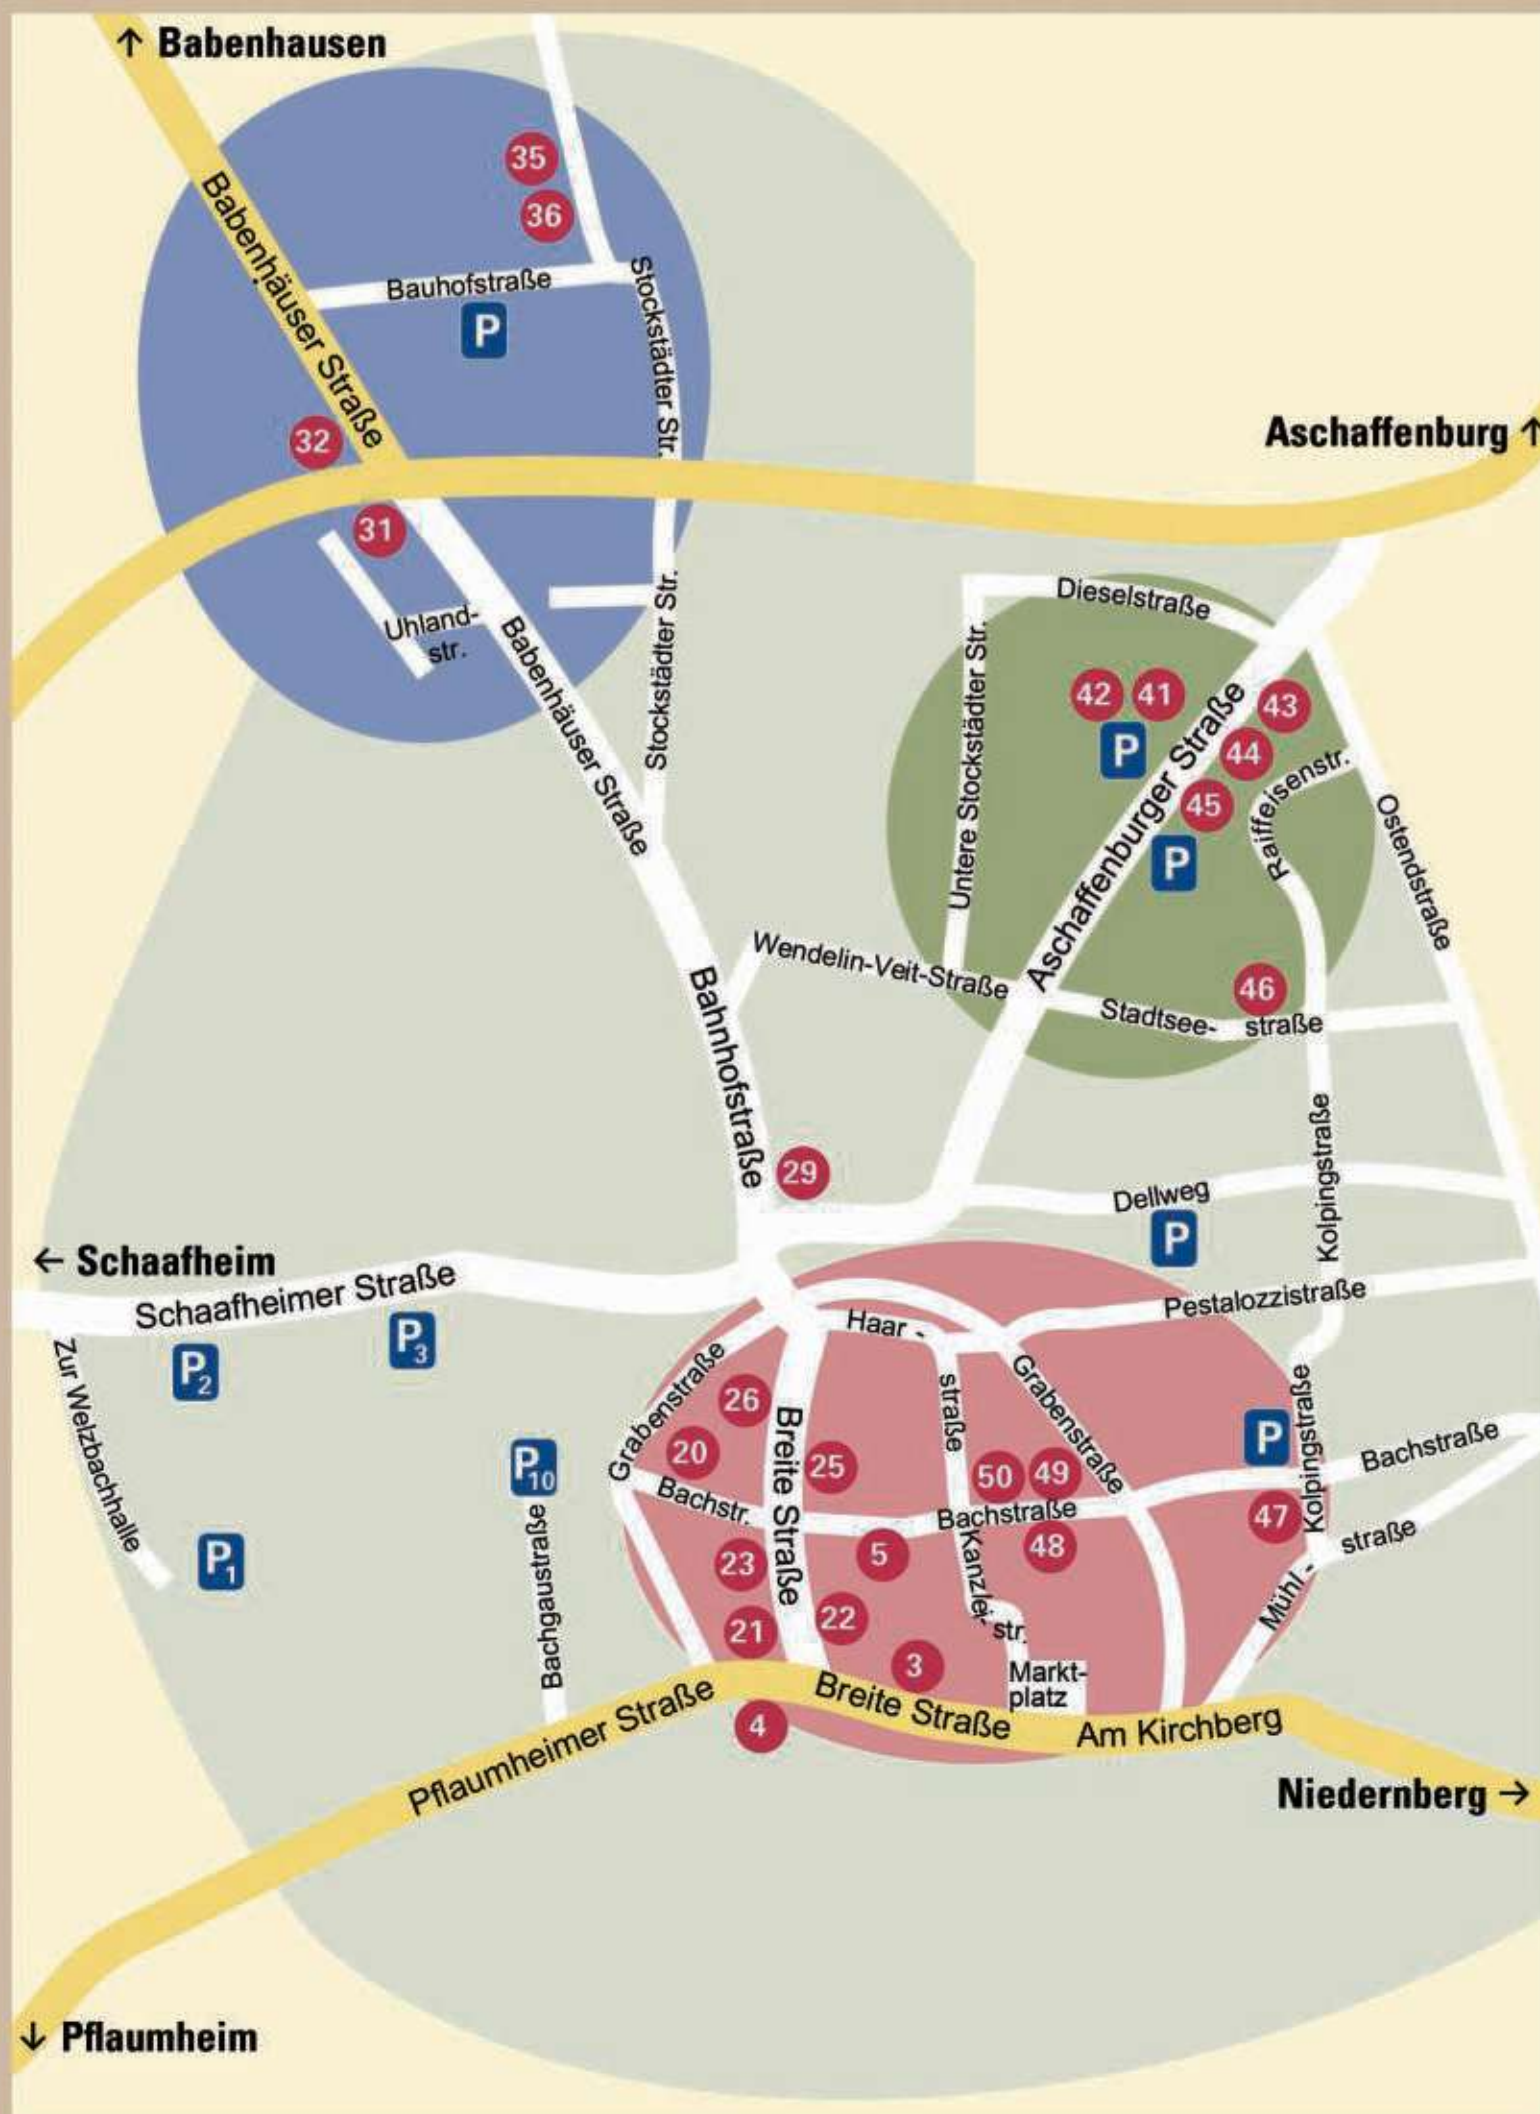 ↑ Babenhausen
35
36
Babenhäuser Straße
Bauhofstraße
P
Stockstädter Str.
32
Aschaffenburg ↑
31
Uhland-
str.
Babenhäuser Straße
Stockstädter Str.
Dieselstraße
Untere Stockstädter Str.
42
41
43
P
44
45
Raiffeisenstr.
P
Aschaffenburger Straße
Ostendstraße
Wendelin-Veit-Straße
46
Stadtsee-
straße
Bahnhofstraße
29
Kolpingstraße
Dellweg
P
← Schaafheim
Schaafheimer Straße
Pestalozzistraße
P3
P2
Zur Welzbachhalle
Haar -
straße
Grabenstraße
Grabenstraße
26
20
Breite Straße
25
50
49
P
Kolpingstraße
Bachstraße
P10
Bachstr.
Bachstraße
47
48
5
23
P1
Bachgaustraße
Kanzlei-
str.
Mühl -
straße
22
21
3
Markt-
platz
4
Pflaumheimer Straße
Breite Straße
Am Kirchberg
Niedernberg →
↓ Pflaumheim